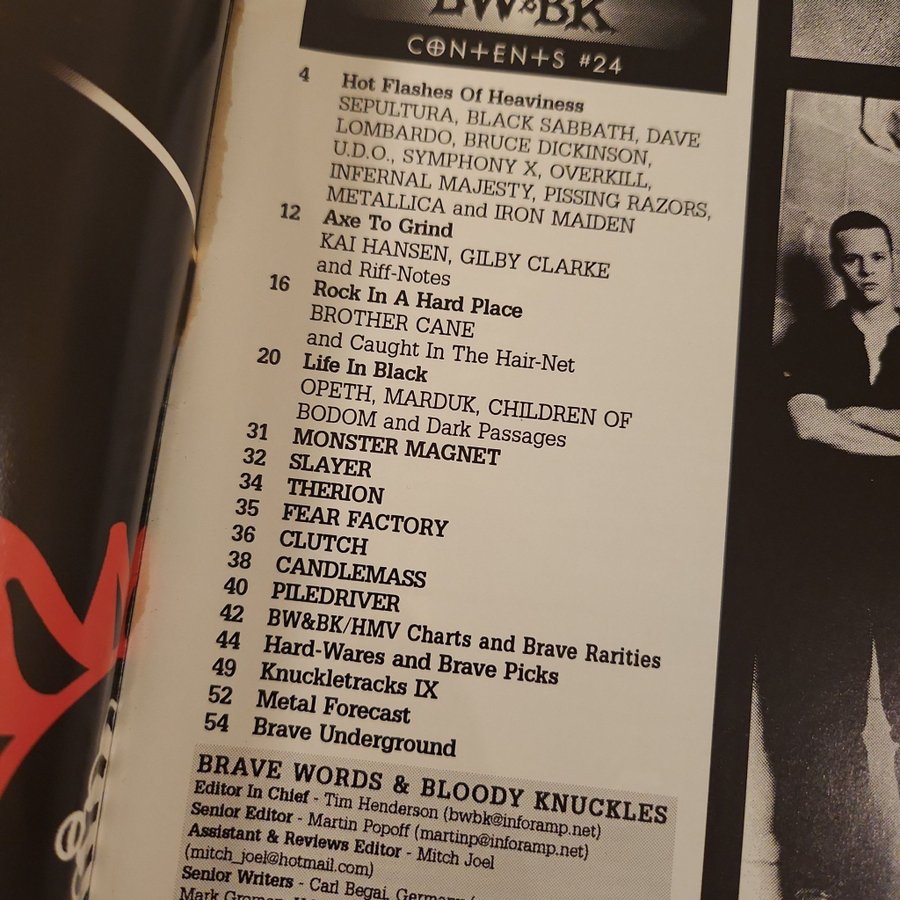 BW&BK
CONTENTS #24
4 Hot Flashes Of Heaviness
SEPULTURA, BLACK SABBATH, DAVE
LOMBARDO, BRUCE DICKINSON,
U.D.O., SYMPHONY X, OVERKILL,
INFERNAL MAJESTY, PISSING RAZORS,
METALLICA and IRON MAIDEN
12 Axe To Grind
KAI HANSEN, GILBY CLARKE
and Riff-Notes
16 Rock In A Hard Place
BROTHER CANE
and Caught In The Hair-Net
20 Life In Black
OPETH, MARDUK, CHILDREN OF
BODOM and Dark Passages
31 MONSTER MAGNET
32 SLAYER
34 THERION
35 FEAR FACTORY
36 CLUTCH
38 CANDLEMASS
40 PILEDRIVER
42 BW&BK/HMV Charts and Brave Rarities
44 Hard-Wares and Brave Picks
49 Knuckletracks IX
52 Metal Forecast
54 Brave Underground
BRAVE WORDS & BLOODY KNUCKLES
Editor In Chief - Tim Henderson (bwbk@inforamp.net)
Senior Editor - Martin Popoff (martinp@inforamp.net)
Assistant & Reviews Editor - Mitch Joel
(mitch_joel@hotmail.com)
Senior Writers - Carl Begai, Germany
Mark Gromen